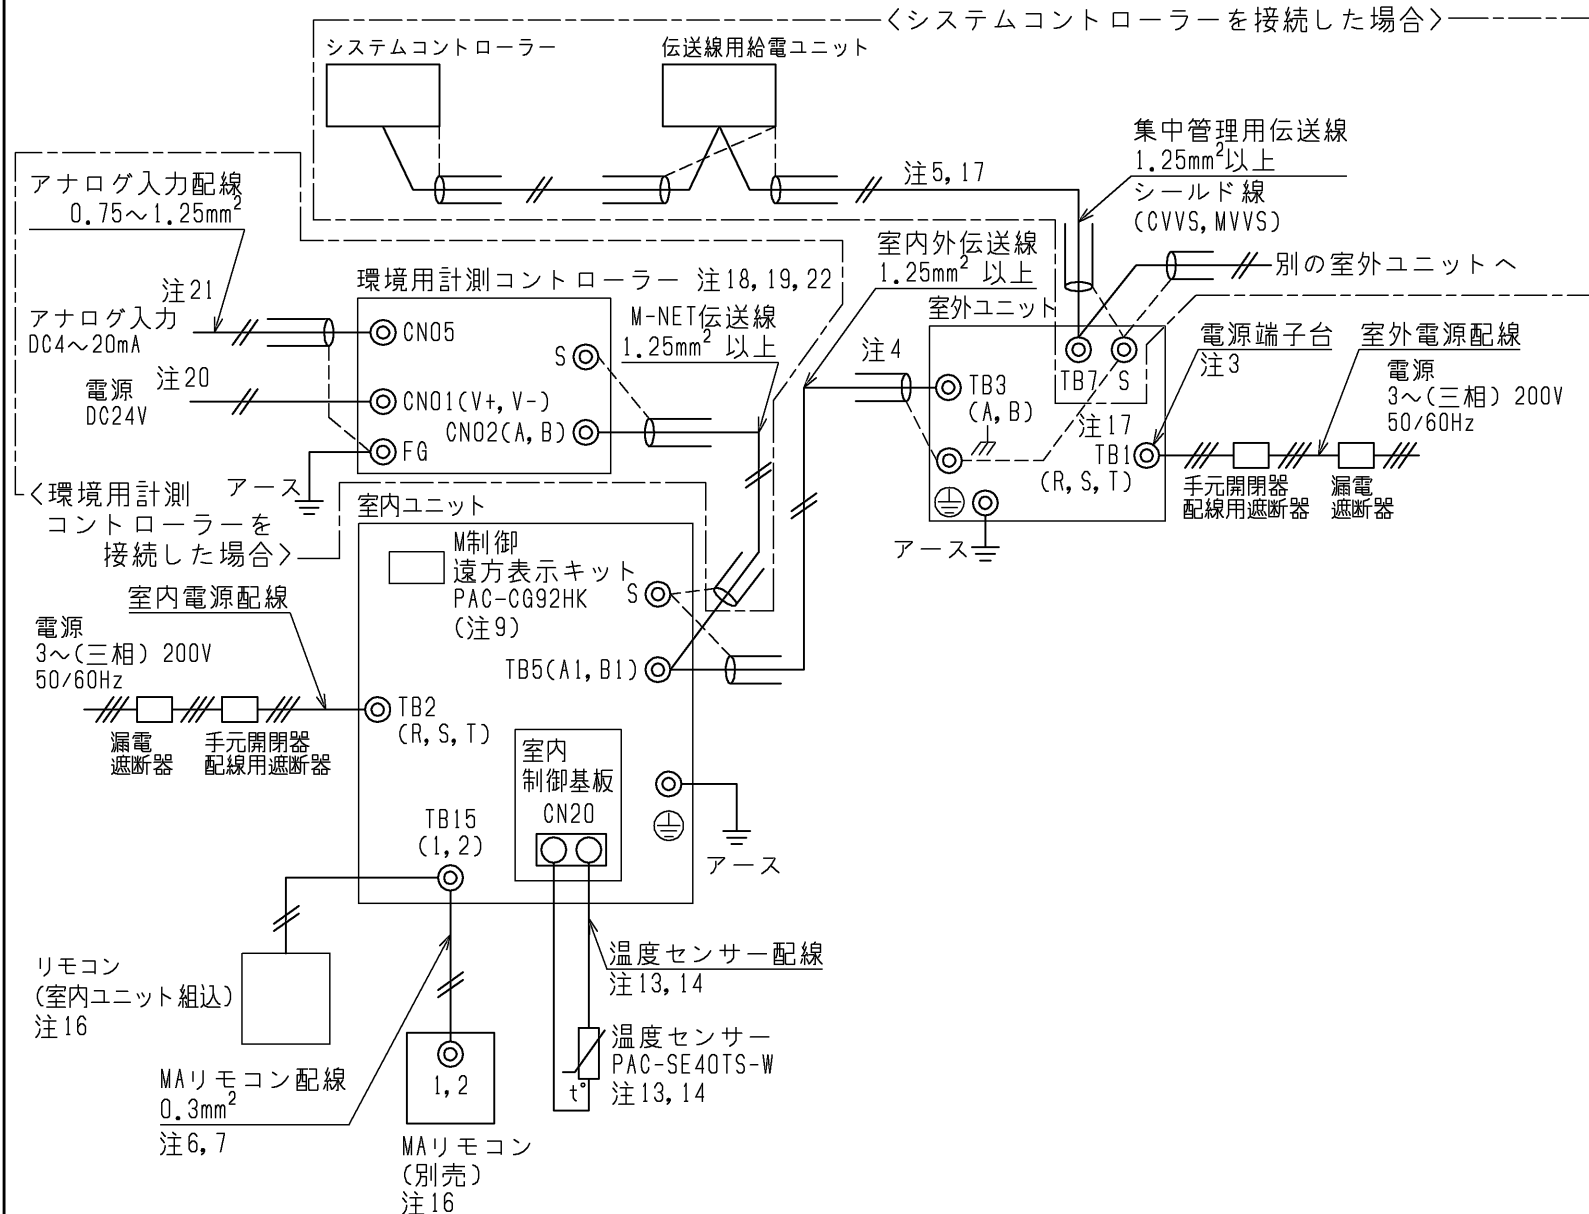 〈システムコントローラーを接続した場合〉
システムコントローラー
伝送線用給電ユニット
集中管理用伝送線
1.25mm²以上
シールド線
(CVVS, MVVS)
注5, 17
アナログ入力配線
0.75～1.25mm²
室内外伝送線
1.25mm² 以上
別の室外ユニットへ
環境用計測コントローラー 注18, 19, 22
注21
アナログ入力
DC4～20mA
CN05
M-NET伝送線
1.25mm² 以上
室外ユニット
電源端子台
注3
室外電源配線
電源
3～(三相) 200V
50/60Hz
S
注4
TB7
S
TB3
(A, B)
注20
電源
DC24V
CN01(V+, V-)
CN02(A, B)
FG
注17
TB1
(R, S, T)
手元開閉器
配線用遮断器
漏電
遮断器
アース
アース
〈環境用計測
コントローラーを
接続した場合〉
室内ユニット
M制御
遠方表示キット
PAC-CG92HK
(注9)
S
TB5(A1, B1)
室内電源配線
電源
3～(三相) 200V
50/60Hz
TB2
(R, S, T)
漏電
遮断器
手元開閉器
配線用遮断器
室内
制御基板
CN20
TB15
(1, 2)
アース
リモコン
(室内ユニット組込)
注16
温度センサー配線
注13, 14
温度センサー
PAC-SE40TS-W
注13, 14
t°
MAリモコン配線
0.3mm²
注6, 7
1, 2
MAリモコン
(別売)
注16